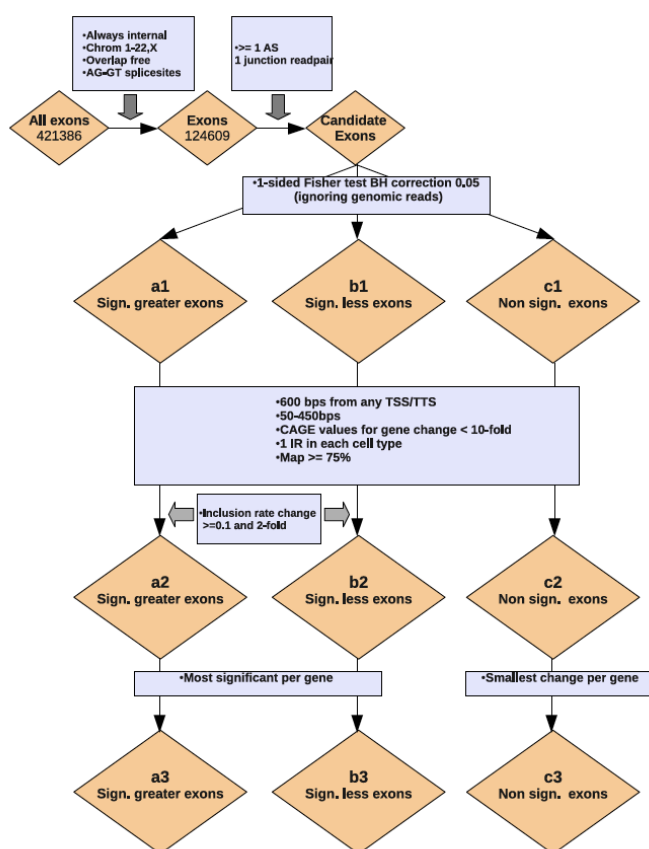 •Always internal
•Chrom 1-22,X
•Overlap free
•AG-GT splicesites
•>= 1 AS
1 junction readpair
All exons
421386
Exons
124609
Candidate
Exons
•1-sided Fisher test BH correction 0.05
(ignoring genomic reads)
a1
Sign. greater exons
b1
Sign. less exons
c1
Non sign. exons
•600 bps from any TSS/TTS
•50-450bps
•CAGE values for gene change < 10-fold
•1 IR in each cell type
•Map >= 75%
•Inclusion rate change
>=0.1 and 2-fold
a2
Sign. greater exons
b2
Sign. less exons
c2
Non sign. exons
•Most significant per gene
•Smallest change per gene
a3
Sign. greater exons
b3
Sign. less exons
c3
Non sign. exons